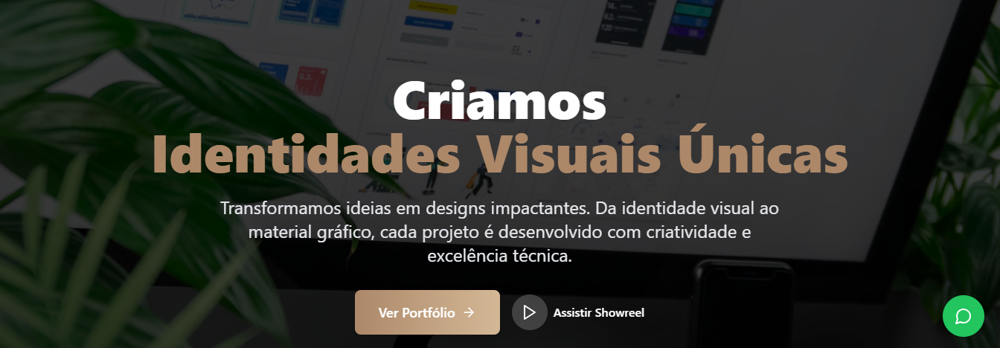 Criamos
Identidades Visuais Únicas
Transformamos ideias em designs impactantes. Da identidade visual ao
material gráfico, cada projeto é desenvolvido com criatividade e
excelência técnica.
Ver Portfólio →
Assistir Showreel